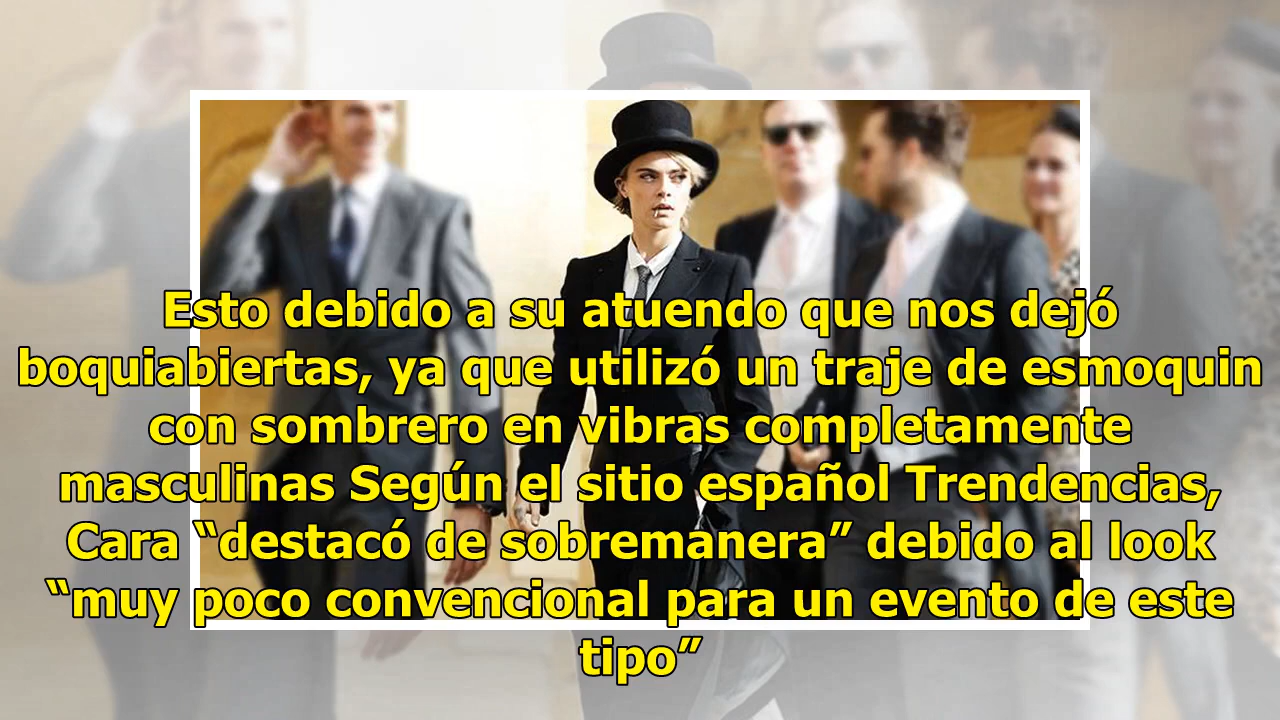 Esto debido a su atuendo que nos dejó
boquiabiertas, ya que utilizó un traje de esmoquin
con sombrero en vibras completamente
masculinas Según el sitio español Trendencias,
Cara “destacó de sobremanera” debido al look
“muy poco convencional para un evento de este
tipo”